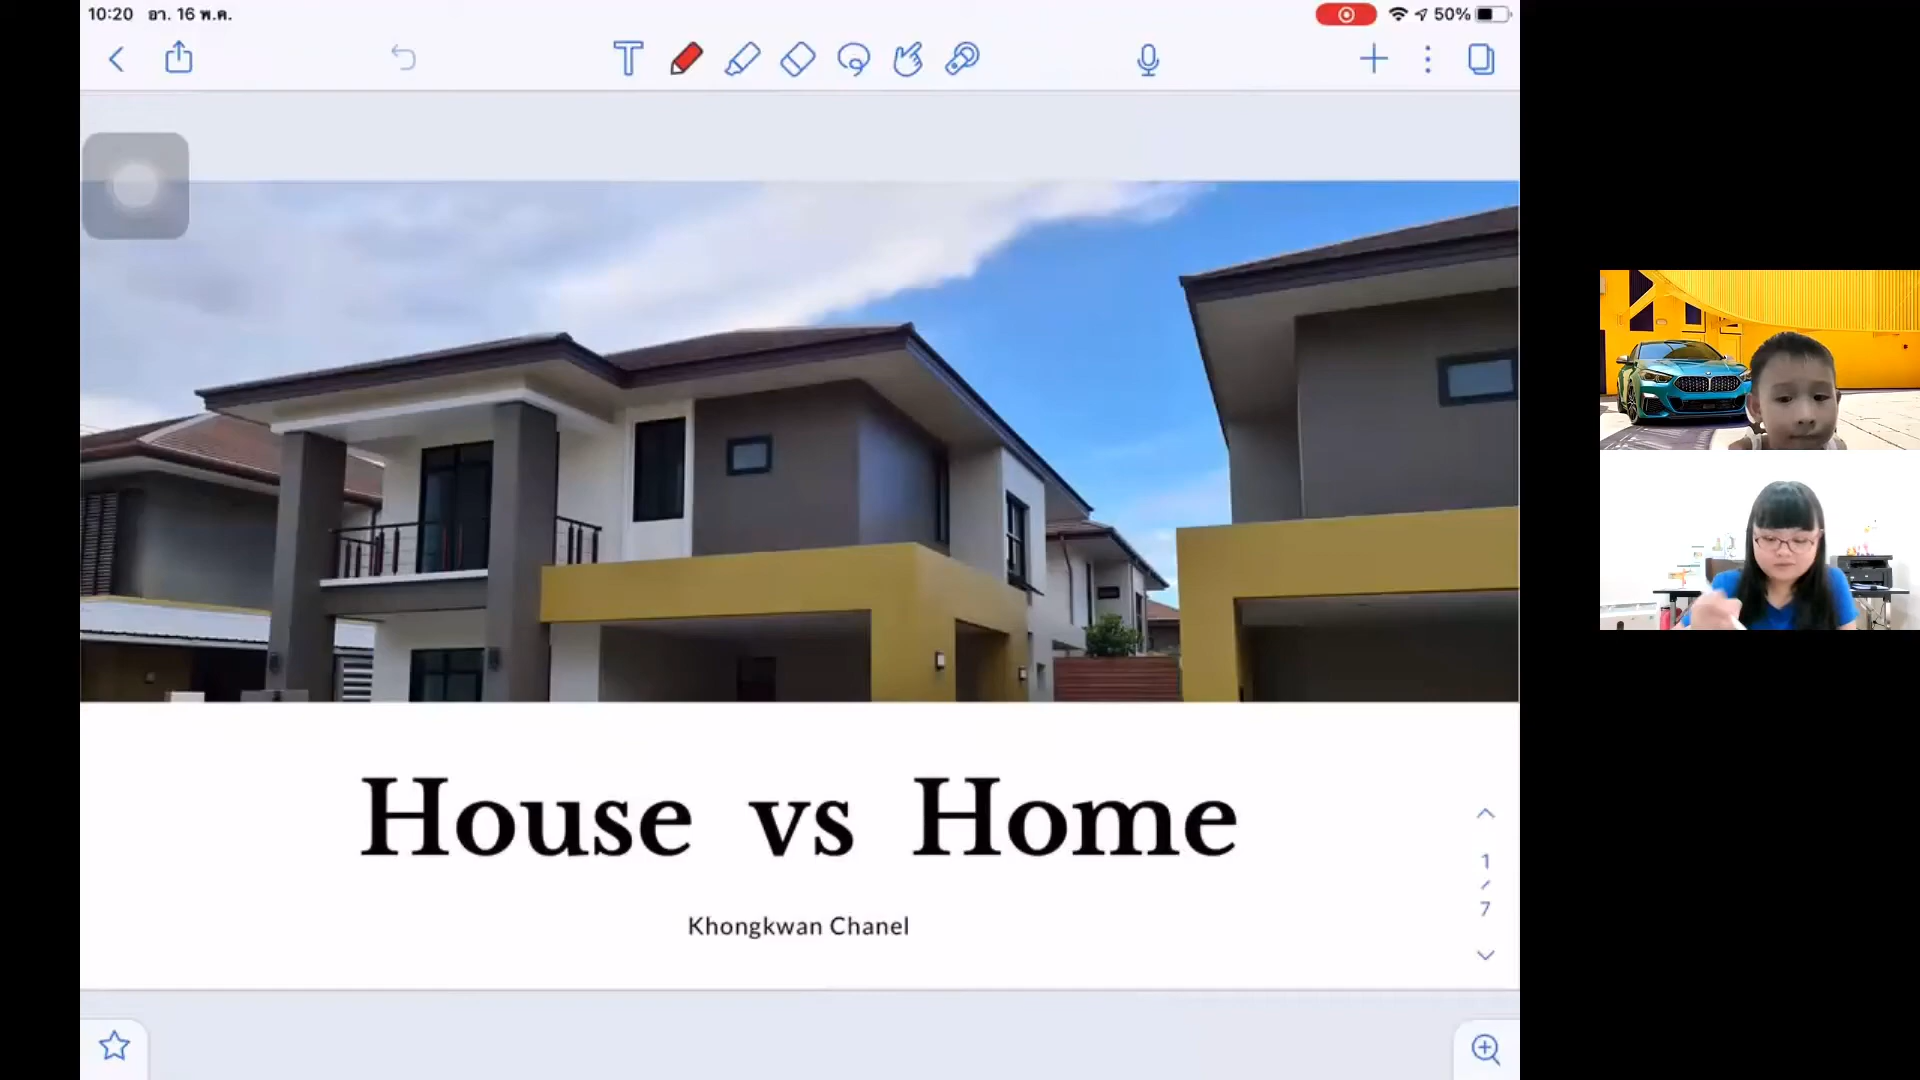 10:20 อา. 16 พ.ค.
50%
House vs Home
Khongkwan Chanel
1
/
7